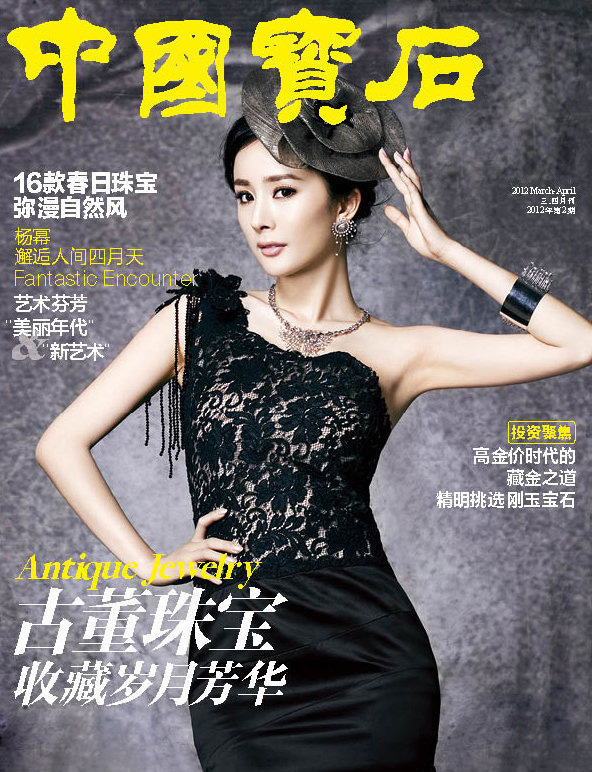 中國寶石
2012 March-April
三.四月刊
2012年第2期
16款春日珠宝
弥漫自然风
杨幂
邂逅人间四月天
Fantastic Encounter
艺术芬芳
“美丽年代”
&“新艺术”
投资聚焦
高金价时代的
藏金之道
精明挑选刚玉宝石
Antique Jewelry
古董珠宝
收藏岁月芳华